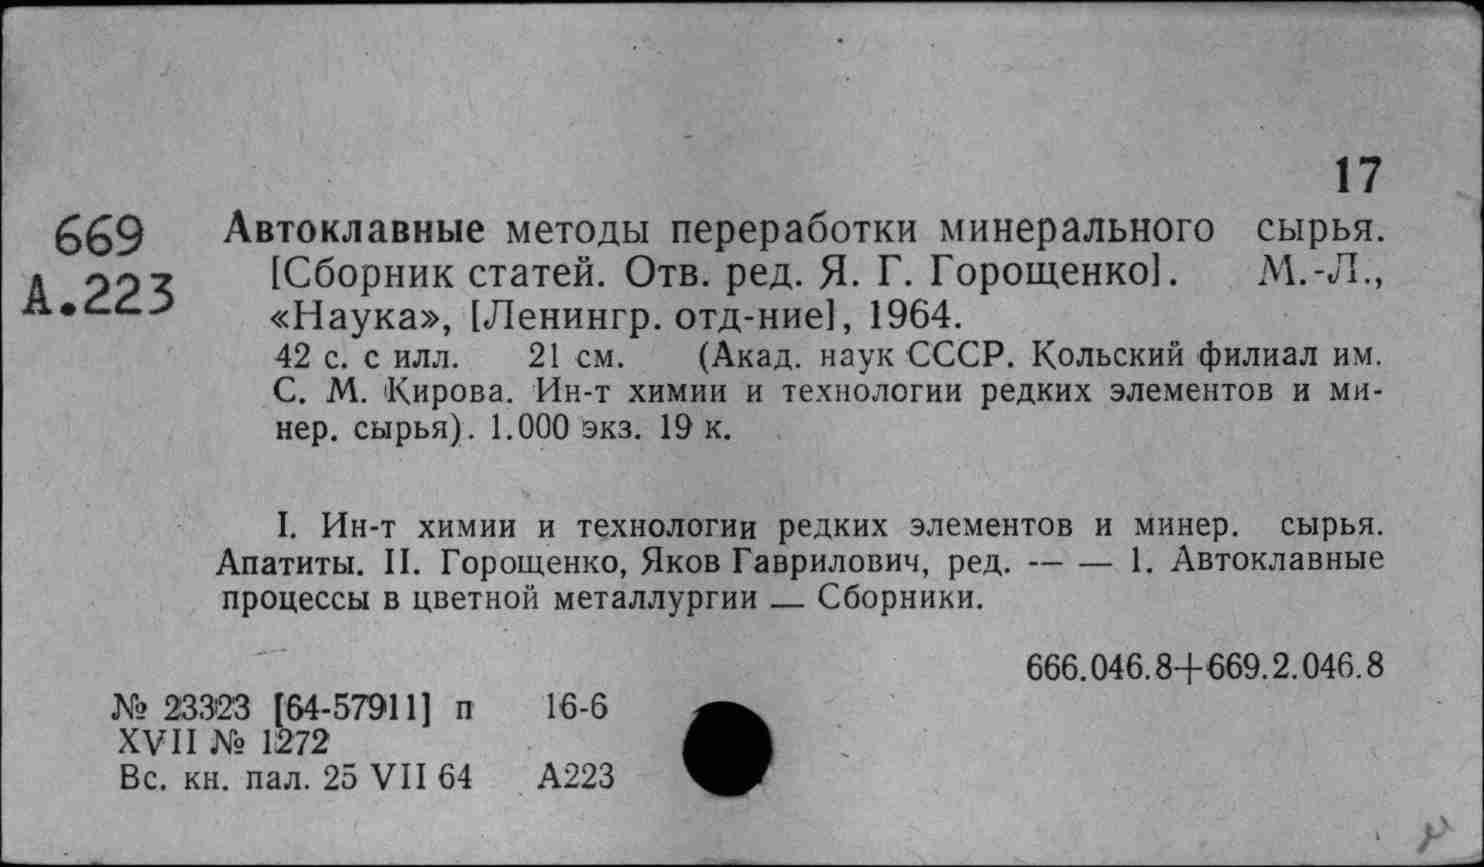 17
669
А.223
Автоклавные методы переработки минерального сырья.
[Сборник статей. Отв. ред. Я. Г. Горощенко]. М.-Л.,
«Наука», [Ленингр. отд-ние], 1964.
42 с. с илл. 21 см. (Акад. наук СССР. Кольский филиал им.
С. М. Кирова. Ин-т химии и технологии редких элементов и ми-
нер. сырья). 1.000 экз. 19 к.
I. Ин-т химии и технологии редких элементов и минер. сырья.
Апатиты. II. Горощенко, Яков Гаврилович, ред. — — 1. Автоклавные
процессы в цветной металлургии — Сборники.
666.046.8+669.2.046.8
№ 23323 [64-57911] п 16-6
XVII № 1272
Вс. кн. пал. 25 VII 64 А223